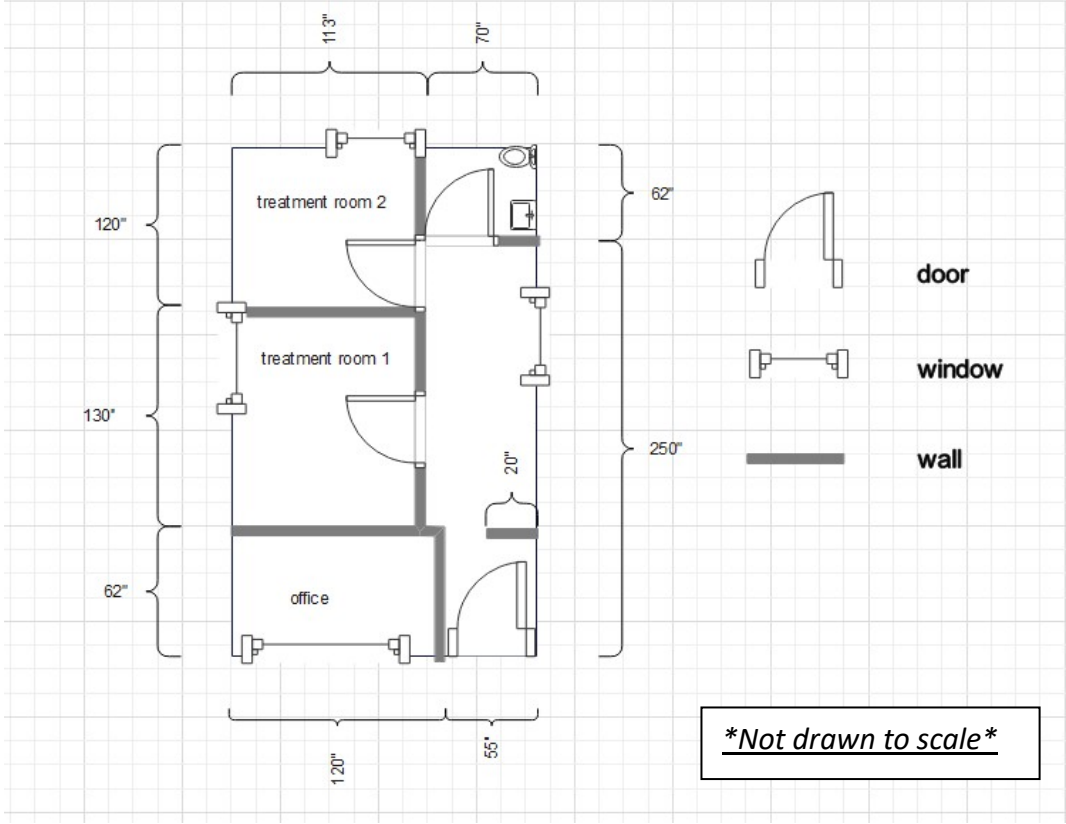 113"
70"
treatment room 2
120"
62"
door
treatment room 1
window
130"
250"
20"
wall
62"
office
120"
55"
*Not drawn to scale*